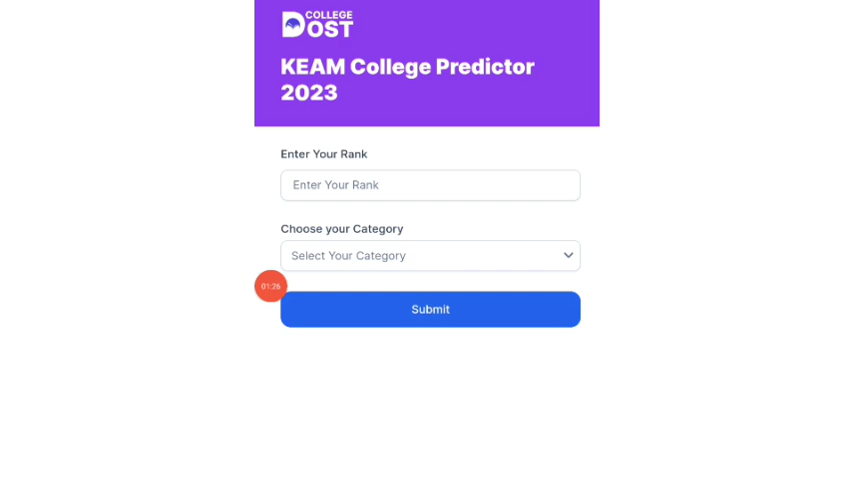 COLLEGE
DOST
KEAM College Predictor
2023
Enter Your Rank
Enter Your Rank
Choose your Category
Select Your Category
01:26
Submit